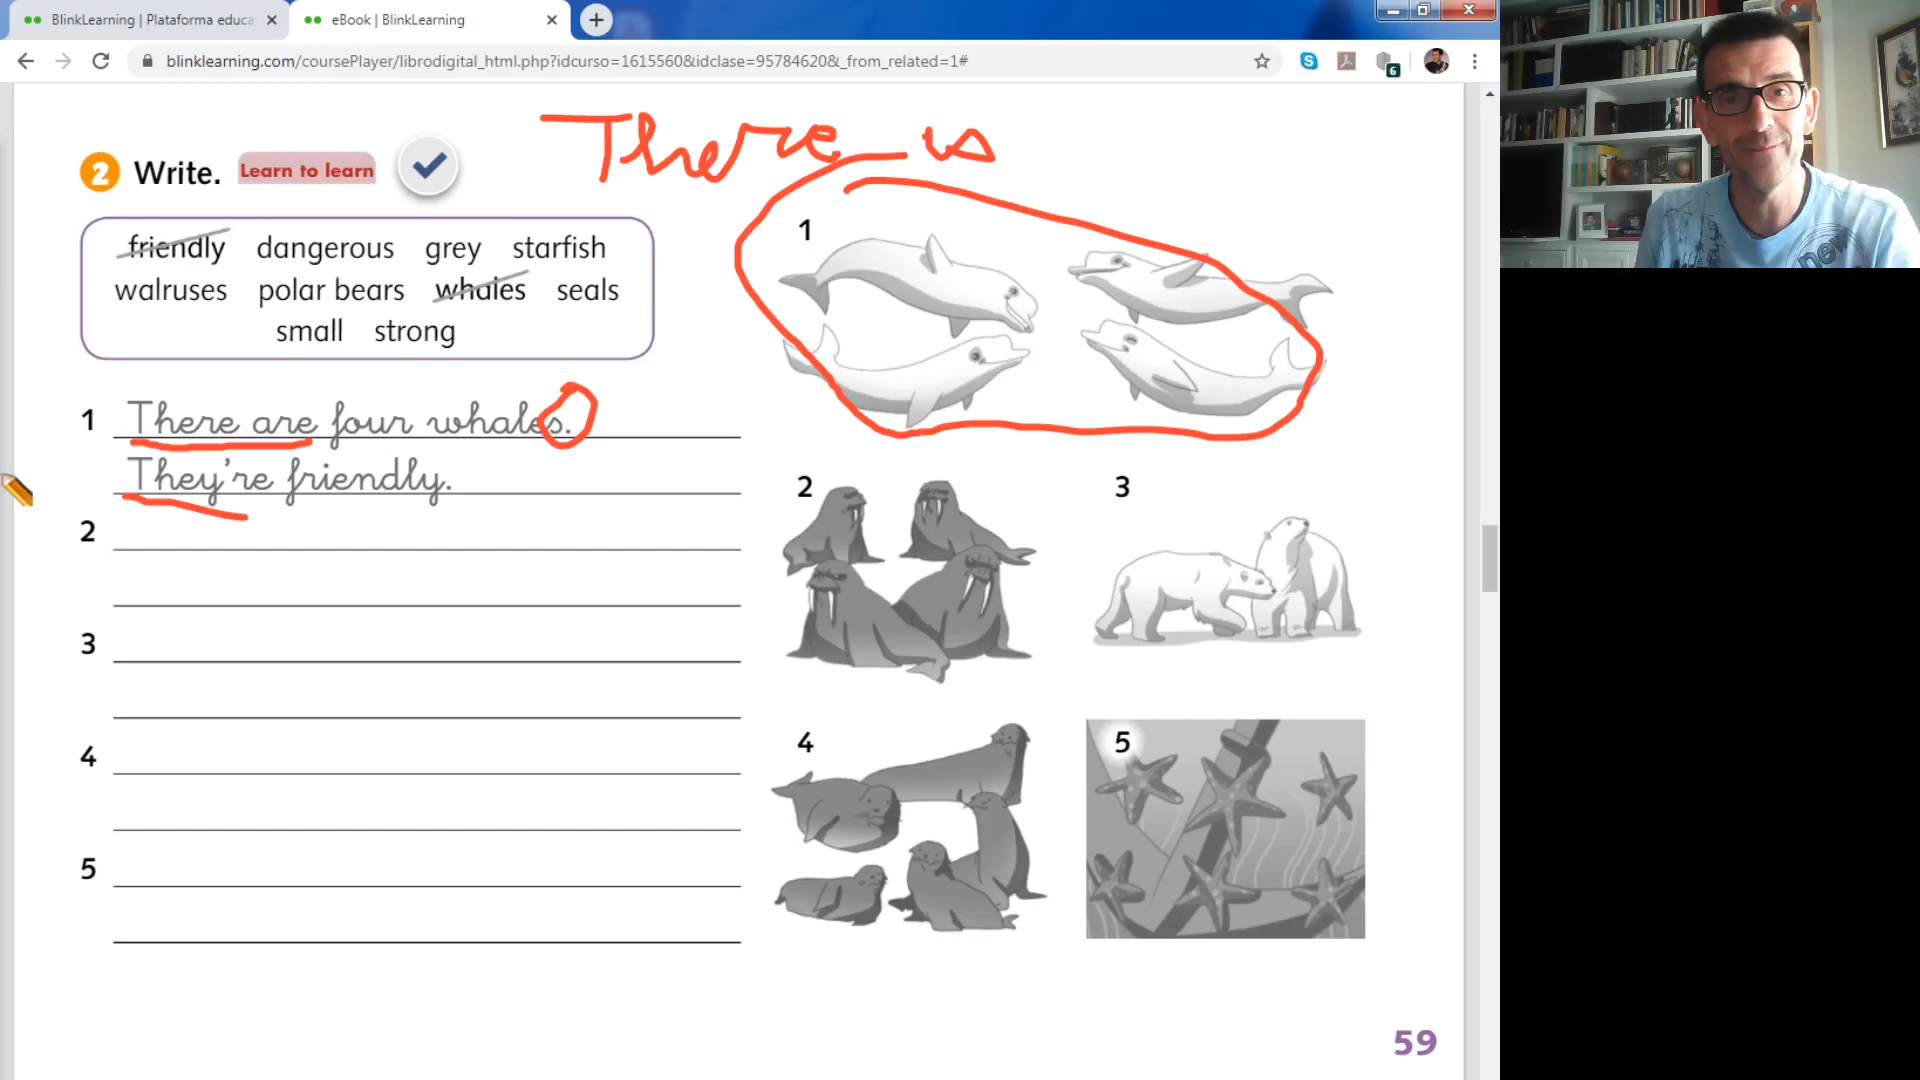 BlinkLearning | Plataforma educa
eBook | BlinkLearning
blinklearning.com/coursePlayer/librodigital_html.php?idcurso=1615560&idclase=95784620&_from_related=1#
6
There is
2 Write. Learn to learn
friendly dangerous grey starfish
walruses polar bears whales seals
small strong
1 There are four whales.
They're friendly.
2
3
4
5
1
2
3
4
5
new
59